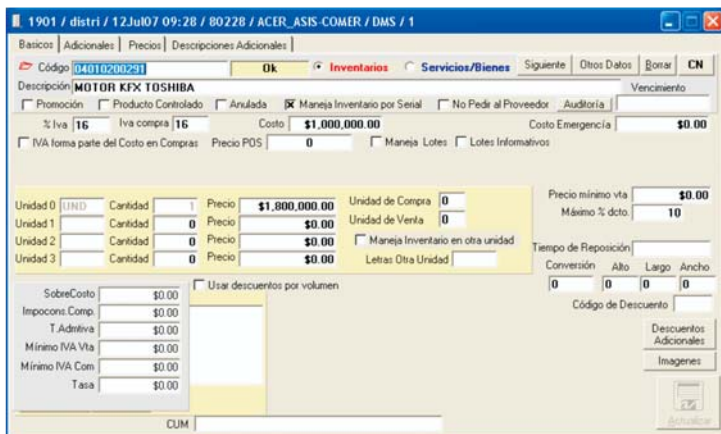 1901 / distri / 12Jul07 09:28 / 80228 / ACER_ASIS-COMER / DMS / 1
Basicos Adicionales Precios Descripciones Adicionales
Código 04010200291 Ok Inventarios Servicios/Bienes Siguiente Otros Datos Borrar CN
Descripción MOTOR KFX TOSHIBA Vencimiento
Promoción Producto Controlado Anulada Maneja Inventario por Serial No Pedir al Proveedor Auditoría
% Iva 16 Iva compra 16 Costo $1,000,000.00 Costo Emergencía $0.00
IVA forma parte del Costo en Compras Precio POS 0 Maneja Lotes Lotes Informativos
Precio mínimo vta $0.00
Unidad 0 UND Cantidad 1 Precio $1,800,000.00 Unidad de Compra 0
Máximo % dcto. 10
Unidad 1 Cantidad 0 Precio $0.00 Unidad de Venta 0
Unidad 2 Cantidad 0 Precio $0.00 Maneja Inventario en otra unidad
Tiempo de Reposición
Unidad 3 Cantidad 0 Precio $0.00 Letras Otra Unidad
Conversión Alto Largo Ancho
0 0 0 0
Usar descuentos por volumen
SobreCosto $0.00
Código de Descuento
Impocons.Comp. $0.00
T.Admtiva $0.00
Descuentos Adicionales
Mínimo IVA Vta $0.00
Mínimo IVA Com $0.00
Imagenes
Tasa $0.00
Actualizar
CUM